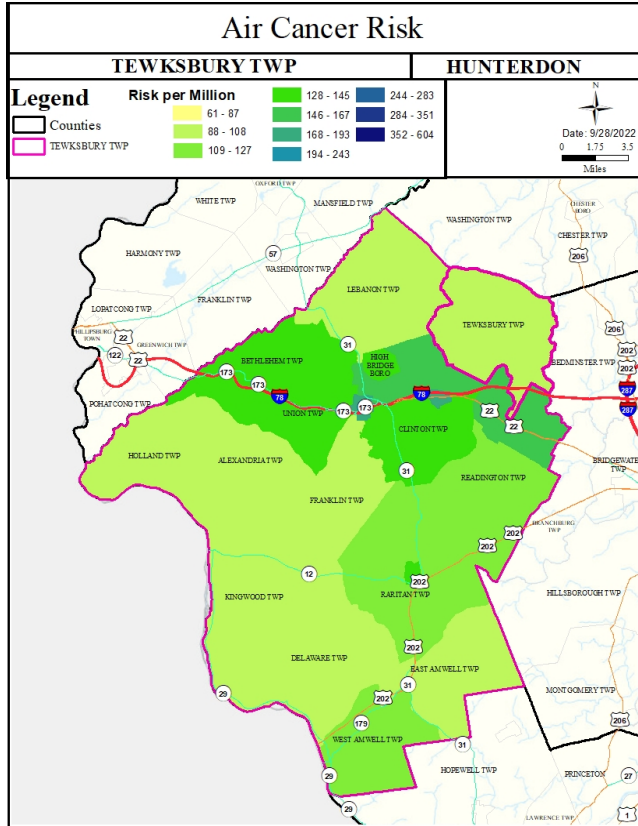 Air Cancer Risk
TEWKSBURY TWP
HUNTERDON
Legend
Counties
TEWKSBURY TWP
Risk per Million
61 - 87
88 - 108
109 - 127
128 - 145
146 - 167
168 - 193
194 - 243
244 - 283
284 - 351
352 - 604
N
Date: 9/28/2022
0 1.75 3.5
Miles
OXFORD TWP
WHITE TWP
MANSFIELD TWP
WASHINGTON TWP
CHESTER
BORO
CHESTER TWP
206
HARMONY TWP
57
WASHINGTON TWP
LEBANON TWP
FRANKLIN TWP
LOPATCONG TWP
TEWKSBURY TWP
PHILLIPSBURG
TOWN
22
122
22
GREENWICH TWP
31
206
202
BEDMINSTER TWP
202
BETHLEHEM TWP
HIGH
BRIDGE
BORO
173
173
78
78
287
287
POHATCONG TWP
UNION TWP
173
173
22
22
CLINTON TWP
HOLLAND TWP
ALEXANDRIA TWP
31
READINGTON TWP
BRIDGEWATER
TWP
FRANKLIN TWP
BRANCHBURG
TWP
202
202
12
202
KINGWOOD TWP
RARITAN TWP
HILLSBOROUGH TWP
202
DELAWARE TWP
EAST AMWELL TWP
31
202
29
MONTGOMERY TWP
179
206
WEST AMWELL TWP
31
29
HOPEWELL TWP
PRINCETON
27
29
LAWRENCE TWP
1